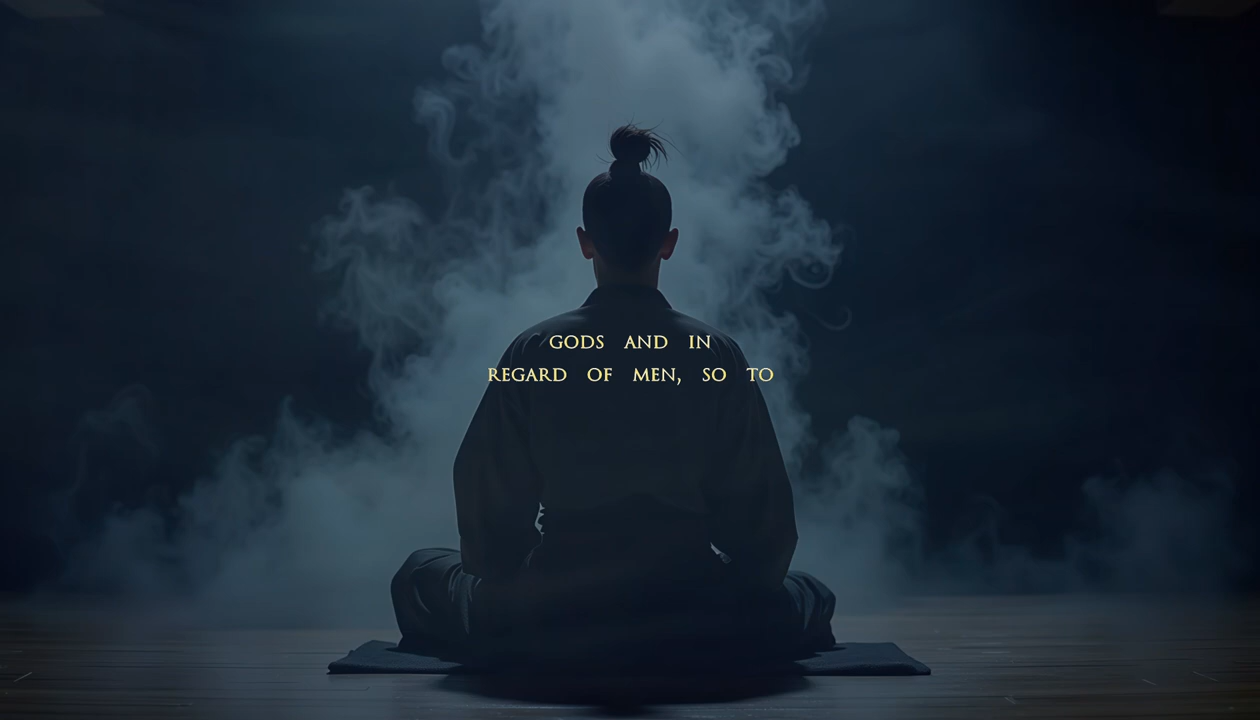 GODS AND IN
REGARD OF MEN, SO TO